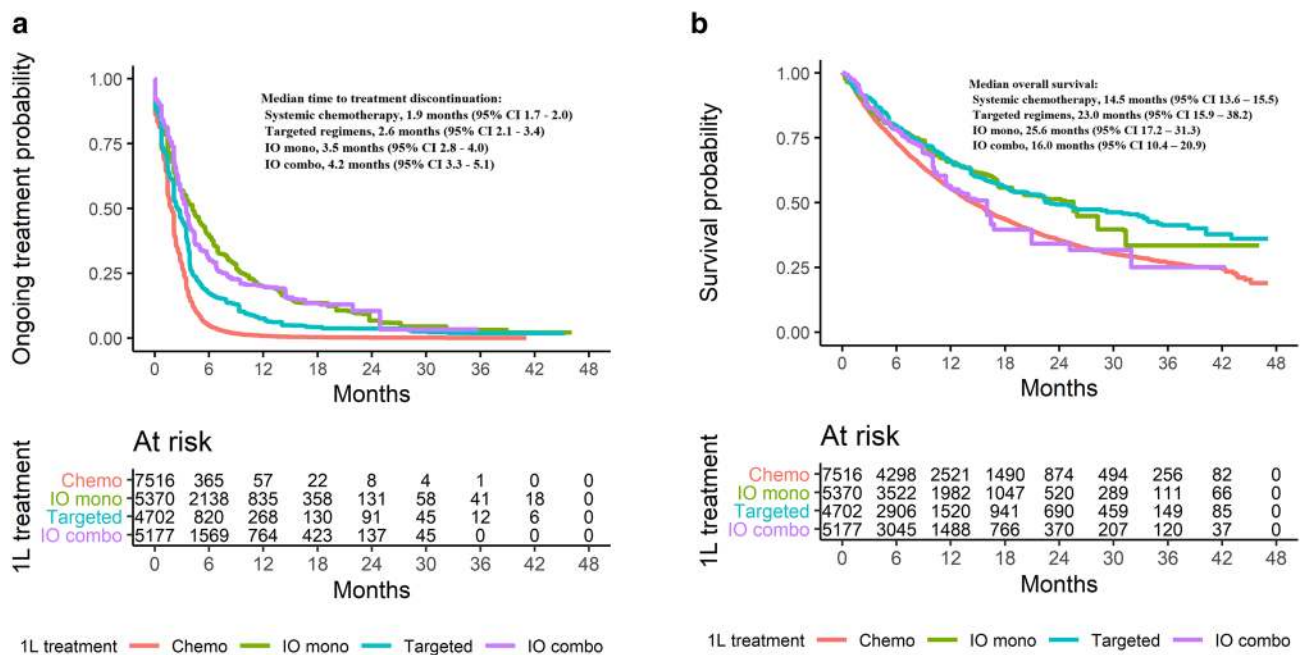 a
Ongoing treatment probability
1.00
0.75
0.50
0.25
0.00
Median time to treatment discontinuation:
Systemic chemotherapy, 1.9 months (95% CI 1.7 - 2.0)
Targeted regimens, 2.6 months (95% CI 2.1 - 3.4)
IO mono, 3.5 months (95% CI 2.8 - 4.0)
IO combo, 4.2 months (95% CI 3.3 - 5.1)
0 6 12 18 24 30 36 42 48
Months
At risk
1L treatment
Chemo 7516 365 57 22 8 4 1 0 0
IO mono 5370 2138 835 358 131 58 41 18 0
Targeted 4702 820 268 130 91 45 12 6 0
IO combo 5177 1569 764 423 137 45 0 0 0
0 6 12 18 24 30 36 42 48
Months
1L treatment Chemo IO mono Targeted IO combo
b
Survival probability
1.00
0.75
0.50
0.25
0.00
Median overall survival:
Systemic chemotherapy, 14.5 months (95% CI 13.6 – 15.5)
Targeted regimens, 23.0 months (95% CI 15.9 – 38.2)
IO mono, 25.6 months (95% CI 17.2 – 31.3)
IO combo, 16.0 months (95% CI 10.4 – 20.9)
0 6 12 18 24 30 36 42 48
Months
At risk
1L treatment
Chemo 7516 4298 2521 1490 874 494 256 82 0
IO mono 5370 3522 1982 1047 520 289 111 66 0
Targeted 4702 2906 1520 941 690 459 149 85 0
IO combo 5177 3045 1488 766 370 207 120 37 0
0 6 12 18 24 30 36 42 48
Months
1L treatment Chemo IO mono Targeted IO combo